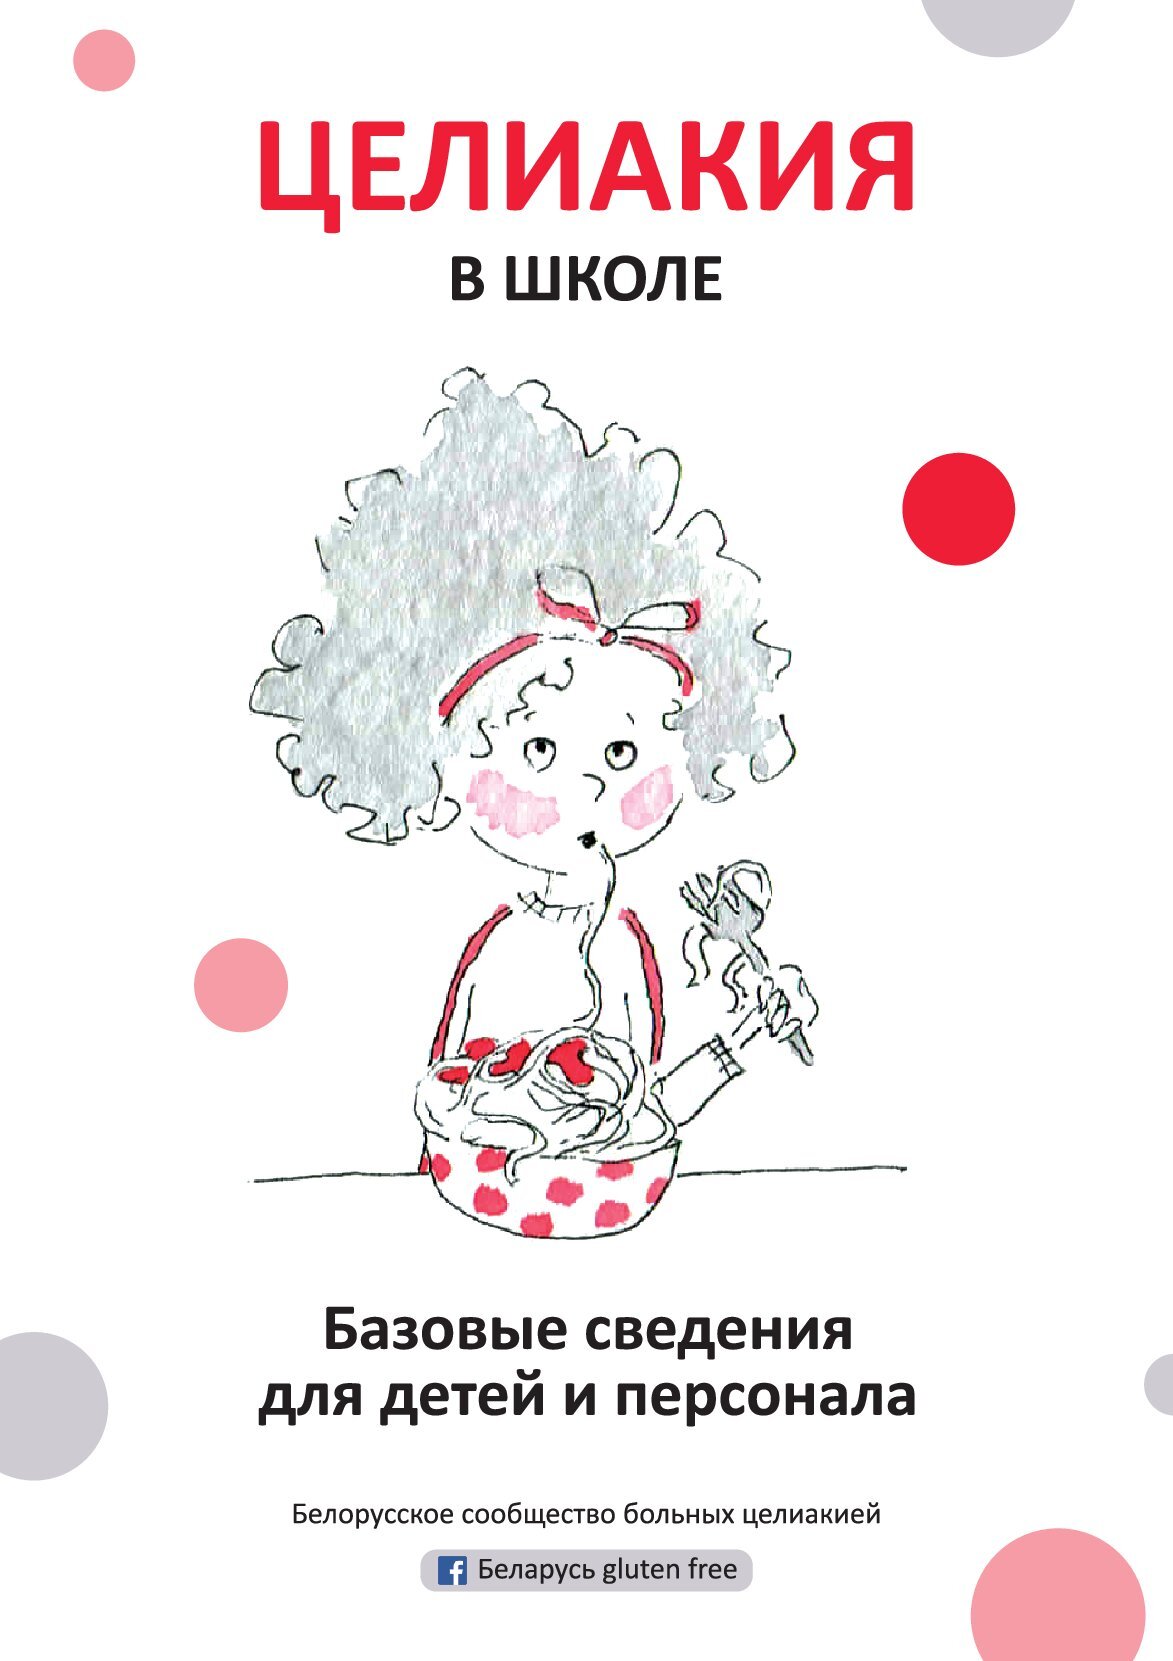 ЦЕЛИАКИЯ
В ШКОЛЕ
Базовые сведения
для детей и персонала
Белорусское сообщество больных целиакией
Беларусь gluten free